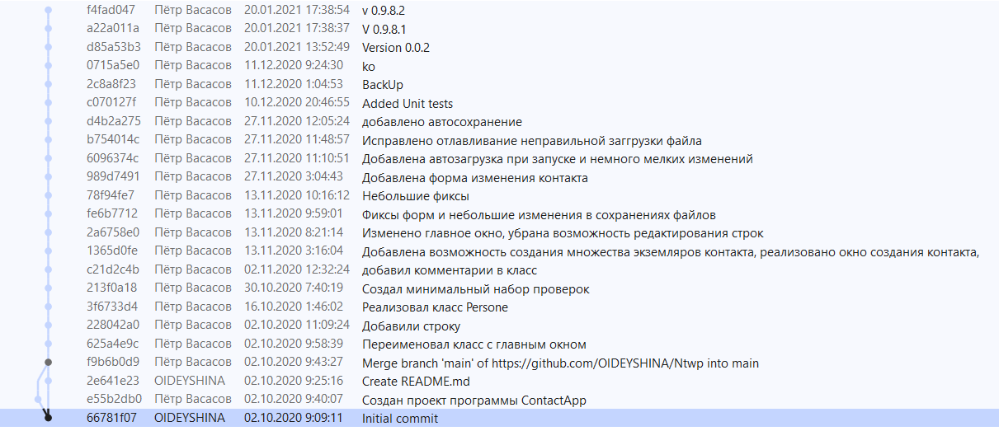 f4fad047 Пётр Васасов 20.01.2021 17:38:54 v 0.9.8.2
a22a011a Пётр Васасов 20.01.2021 17:38:37 V 0.9.8.1
d85a53b3 Пётр Васасов 20.01.2021 13:52:49 Version 0.0.2
0715a5e0 Пётр Васасов 11.12.2020 9:24:30 ko
2c8a8f23 Пётр Васасов 11.12.2020 1:04:53 BackUp
c070127f Пётр Васасов 10.12.2020 20:46:55 Added Unit tests
d4b2a275 Пётр Васасов 27.11.2020 12:05:24 добавлено автосохранение
b754014c Пётр Васасов 27.11.2020 11:48:57 Исправлено отлавливание неправильной заггрузки файла
6096374c Пётр Васасов 27.11.2020 11:10:51 Добавлена автозагрузка при запуске и немного мелких изменений
989d7491 Пётр Васасов 27.11.2020 3:04:43 Добавлена форма изменения контакта
78f94fe7 Пётр Васасов 13.11.2020 10:16:12 Небольшие фиксы
fe6b7712 Пётр Васасов 13.11.2020 9:59:01 Фиксы форм и небольшие изменения в сохранениях файлов
2a6758e0 Пётр Васасов 13.11.2020 8:21:14 Изменено главное окно, убрана возможность редактирования строк
1365d0fe Пётр Васасов 13.11.2020 3:16:04 Добавлена возможность создания множества экземляров контакта, реализовано окно создания контакта,
c21d2c4b Пётр Васасов 02.11.2020 12:32:24 добавил комментарии в класс
213f0a18 Пётр Васасов 30.10.2020 7:40:19 Создал минимальный набор проверок
3f6733d4 Пётр Васасов 16.10.2020 1:46:02 Реализовал класс Persone
228042a0 Пётр Васасов 02.10.2020 11:09:24 Добавили строку
625a4e9c Пётр Васасов 02.10.2020 9:58:39 Переименовал класс с главным окном
f9b6b0d9 Пётр Васасов 02.10.2020 9:43:27 Merge branch 'main' of https://github.com/OIDEYSHINA/Ntwp into main
2e641e23 OIDEYSHINA 02.10.2020 9:25:16 Create README.md
e55b2db0 Пётр Васасов 02.10.2020 9:40:07 Создан проект программы ContactApp
66781f07 OIDEYSHINA 02.10.2020 9:09:11 Initial commit